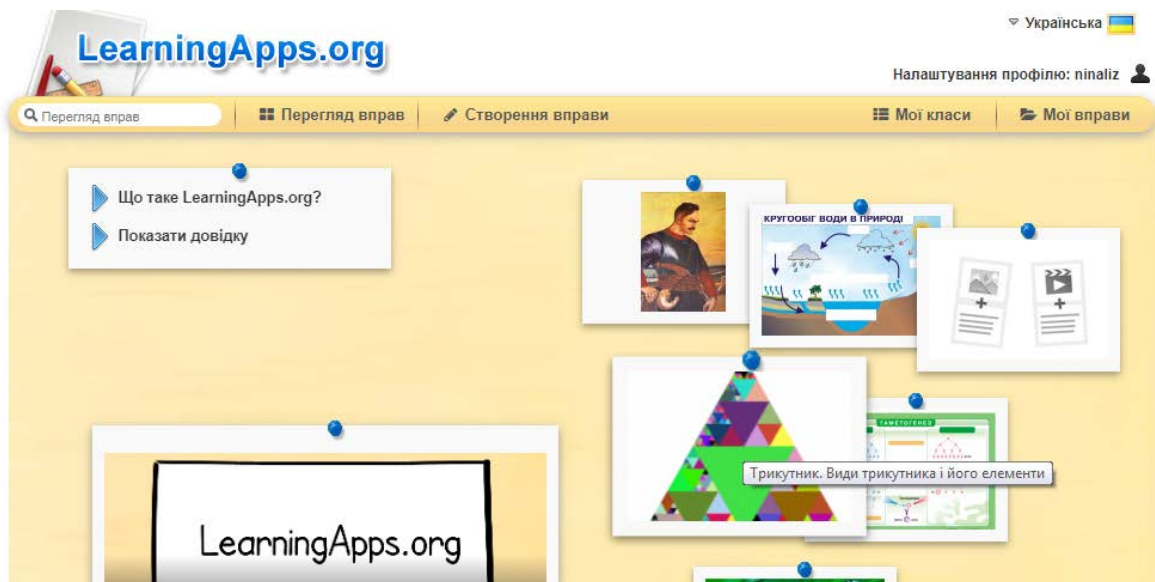 LearningApps.org
Українська
Налаштування профілю: ninaliz
Перегляд вправ
Перегляд вправ
Створення вправи
Мої класи
Мої вправи
Що таке LearningApps.org?
Показати довідку
КРУГООБІГ ВОДИ В ПРИРОДІ
ГАМЕТОГЕНЕЗ
Трикутник. Види трикутника і його елементи
LearningApps.org